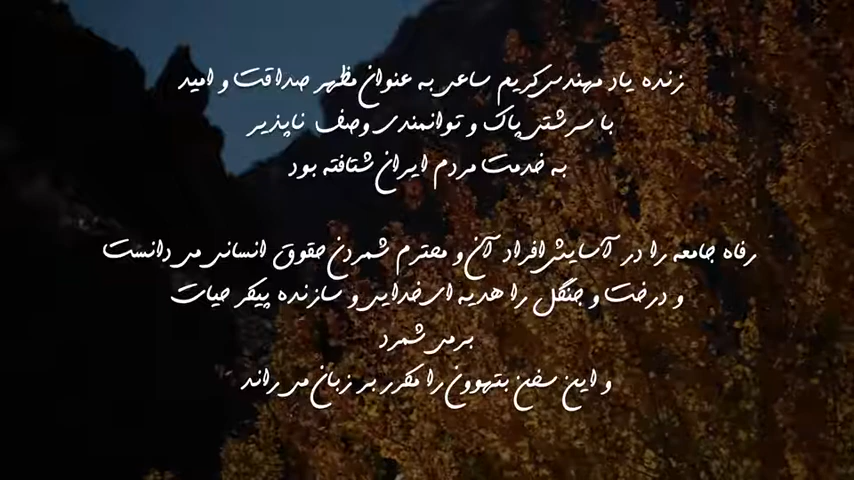 زنده یاد مهندس کریم ساعی به عنوان مظهر صداقت و امید
با سرشتی پاک و توانمندی وصف ناپذیر
به خدمت مردم ایران شتافته بود
رفاه جامعه را در آسایش افراد آن و محترم شمردن حقوق انسانی می دانست
و درخت و جنگل را هدیه ای خدایی و سازنده پیکر حیات
برمی شمرد
و این سخن بتهوون را مکرر بر زبان می راند